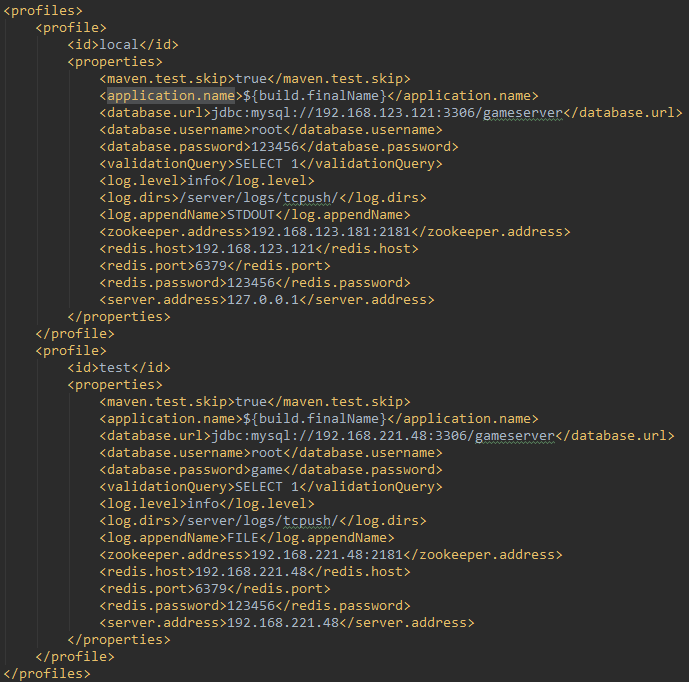 <profiles>
    <profile>
        <id>local</id>
        <properties>
            <maven.test.skip>true</maven.test.skip>
            <application.name>${build.finalName}</application.name>
            <database.url>jdbc:mysql://192.168.123.121:3306/gameserver</database.url>
            <database.username>root</database.username>
            <database.password>123456</database.password>
            <validationQuery>SELECT 1</validationQuery>
            <log.level>info</log.level>
            <log.dirs>/server/logs/tcpush/</log.dirs>
            <log.appendName>STDOUT</log.appendName>
            <zookeeper.address>192.168.123.181:2181</zookeeper.address>
            <redis.host>192.168.123.121</redis.host>
            <redis.port>6379</redis.port>
            <redis.password>123456</redis.password>
            <server.address>127.0.0.1</server.address>
        </properties>
    </profile>
    <profile>
        <id>test</id>
        <properties>
            <maven.test.skip>true</maven.test.skip>
            <application.name>${build.finalName}</application.name>
            <database.url>jdbc:mysql://192.168.221.48:3306/gameserver</database.url>
            <database.username>root</database.username>
            <database.password>game</database.password>
            <validationQuery>SELECT 1</validationQuery>
            <log.level>info</log.level>
            <log.dirs>/server/logs/tcpush/</log.dirs>
            <log.appendName>FILE</log.appendName>
            <zookeeper.address>192.168.221.48:2181</zookeeper.address>
            <redis.host>192.168.221.48</redis.host>
            <redis.port>6379</redis.port>
            <redis.password>123456</redis.password>
            <server.address>192.168.221.48</server.address>
        </properties>
    </profile>
</profiles>